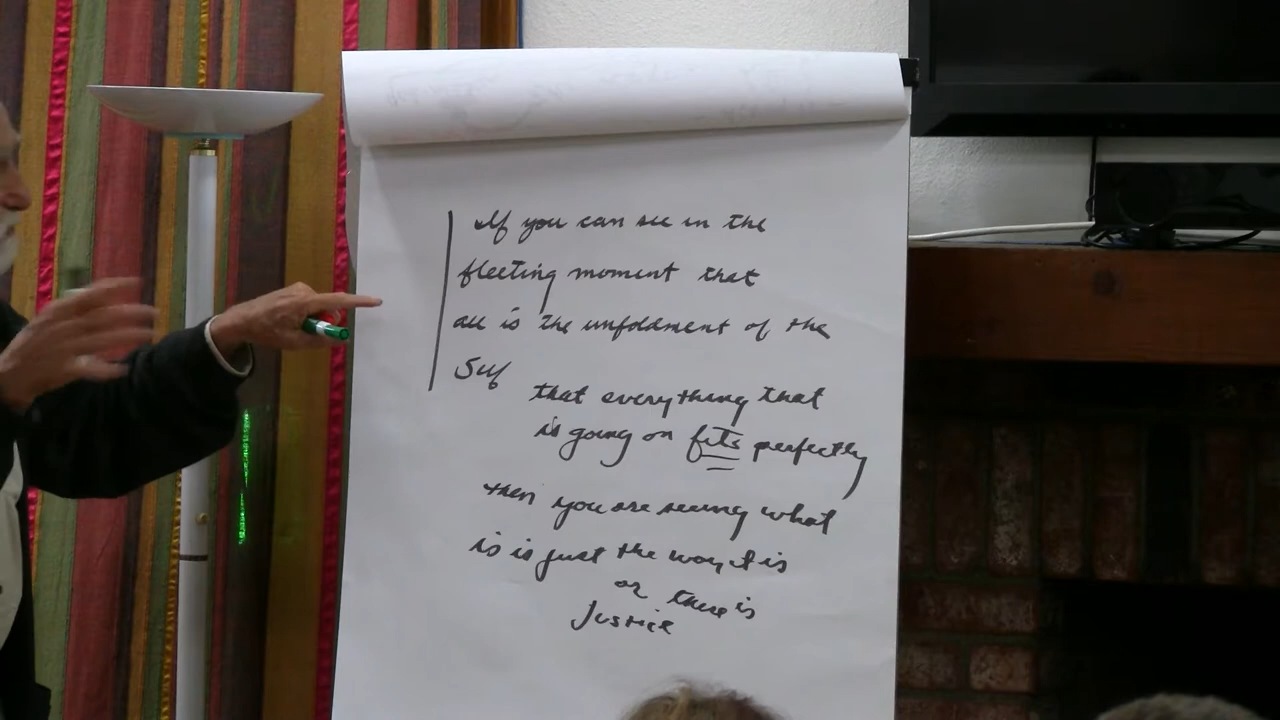 If you can see in the
fleeting moment that
all is the unfoldment of the
Self
that everything that
is going on fits perfectly
then you are seeing what
is is just the way it is
or there is
Justice